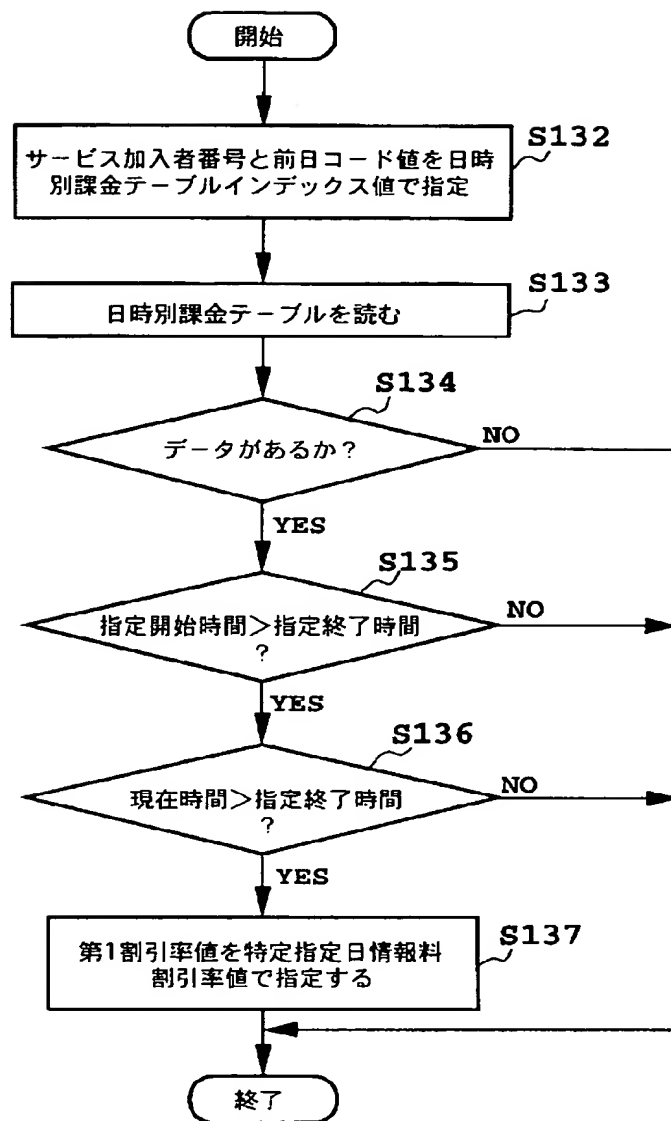 開始
S132
サービス加入者番号と前日コード値を日時
別課金テーブルインデックス値で指定
S133
日時別課金テーブルを読む
S134
データがあるか？
NO
YES
S135
指定開始時間＞指定終了時間
？
NO
YES
S136
現在時間＞指定終了時間
？
NO
YES
S137
第1割引率値を特定指定日情報料
割引率値で指定する
終了